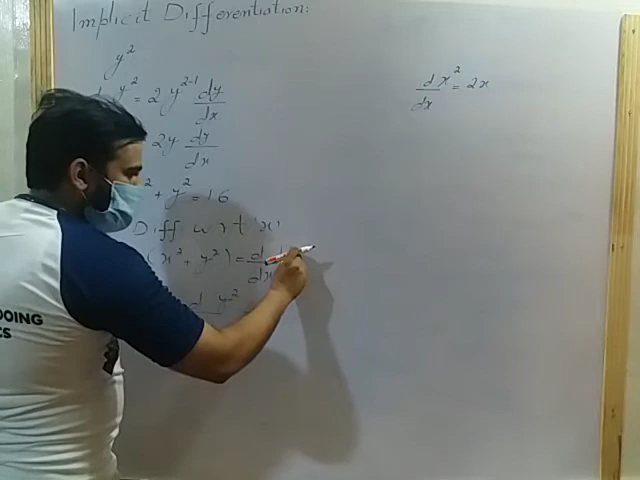 Implicit Differentiation:
y²
y² = 2y²⁻¹ dy/dx
2y dy/dx
² + y² = 16
Diff w r t 'x'
(x² + y²) = d/dx
d y²
d/dx x² = 2x
DOING